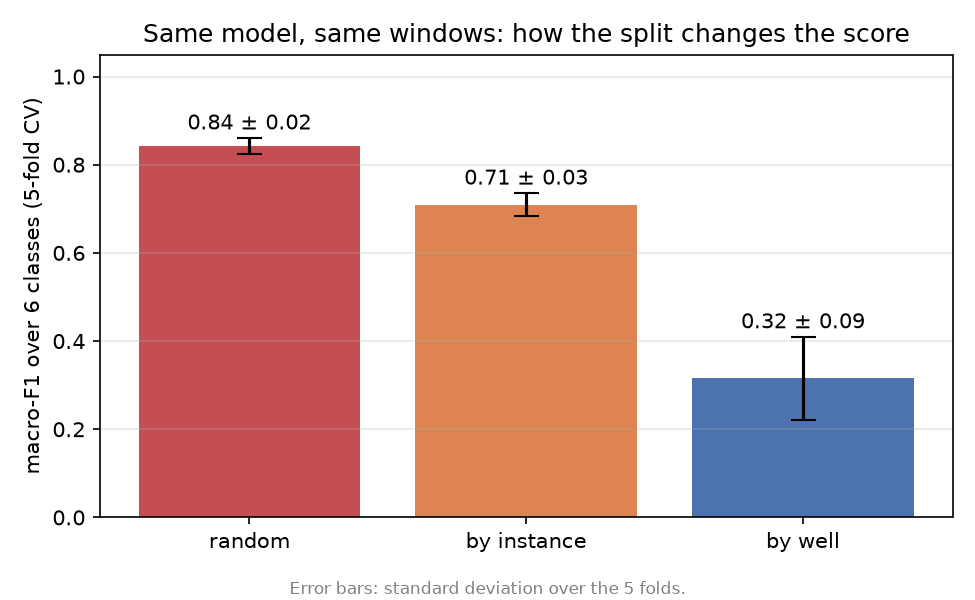 Same model, same windows: how the split changes the score
macro-F1 over 6 classes (5-fold CV)
1.0
0.8
0.6
0.4
0.2
0.0
0.84 ± 0.02
0.71 ± 0.03
0.32 ± 0.09
random
by instance
by well
Error bars: standard deviation over the 5 folds.